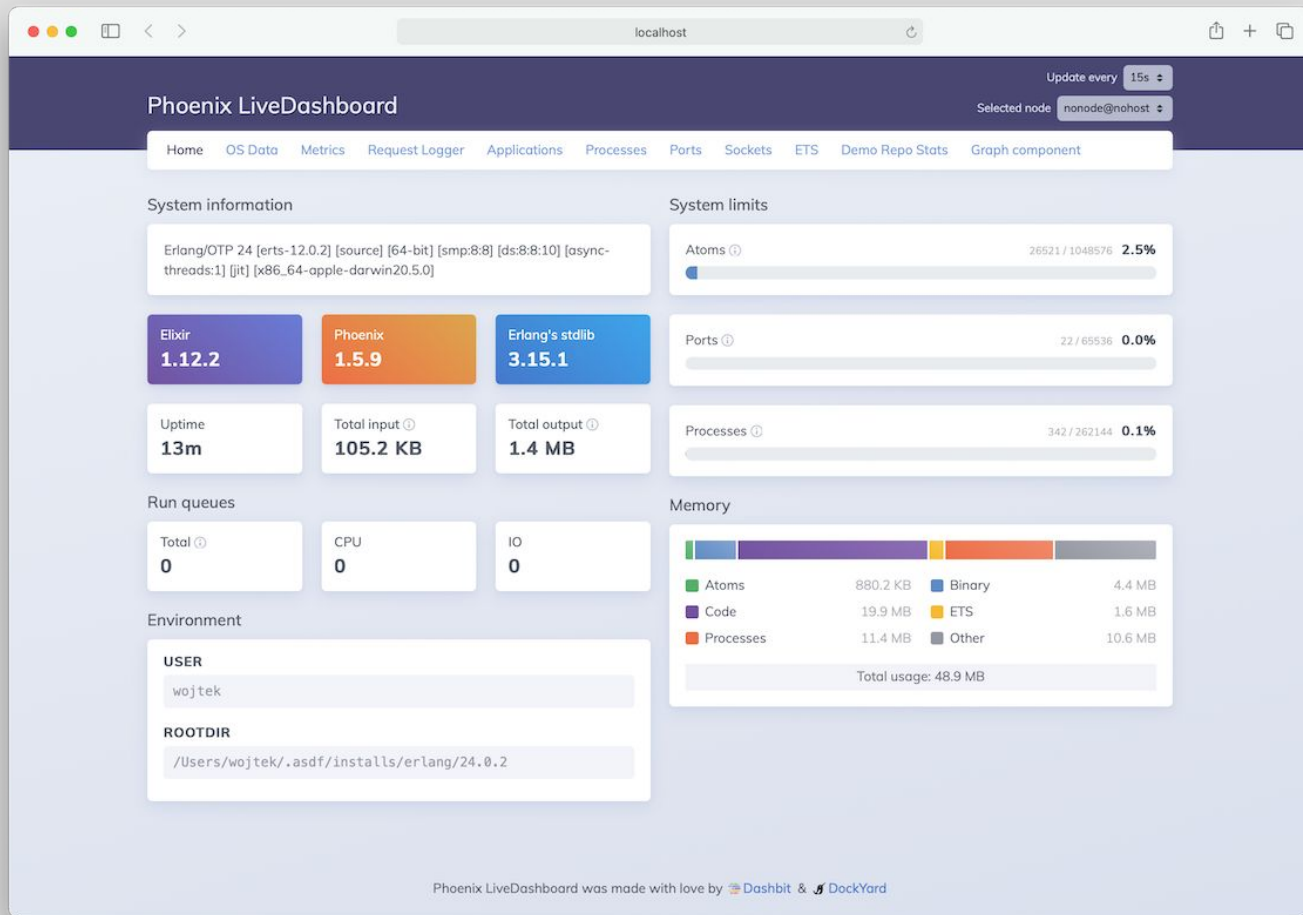 localhost
Update every 15s
Phoenix LiveDashboard
Selected node nonode@nohost
Home OS Data Metrics Request Logger Applications Processes Ports Sockets ETS Demo Repo Stats Graph component
System information
Erlang/OTP 24 [erts-12.0.2] [source] [64-bit] [smp:8:8] [ds:8:8:10] [async-
threads:1] [jit] [x86_64-apple-darwin20.5.0]
Elixir
1.12.2
Phoenix
1.5.9
Erlang's stdlib
3.15.1
Uptime
13m
Total input
105.2 KB
Total output
1.4 MB
Run queues
Total
0
CPU
0
IO
0
Environment
USER
wojtek
ROOTDIR
/Users/wojtek/.asdf/installs/erlang/24.0.2
System limits
Atoms 26521 / 1048576 2.5%
Ports 22 / 65536 0.0%
Processes 342 / 262144 0.1%
Memory
Atoms 880.2 KB Binary 4.4 MB
Code 19.9 MB ETS 1.6 MB
Processes 11.4 MB Other 10.6 MB
Total usage: 48.9 MB
Phoenix LiveDashboard was made with love by Dashbit & DockYard